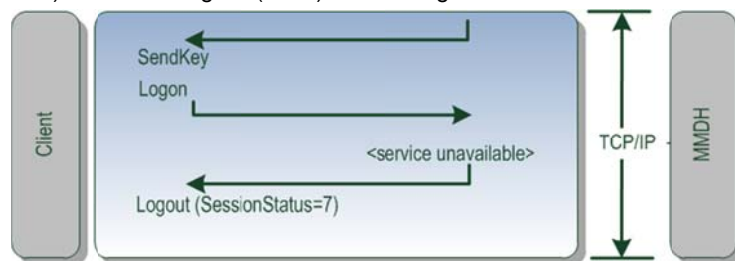 SendKey
Logon
Client
<service unavailable>
TCP/IP
MMDH
Logout (SessionStatus=7)